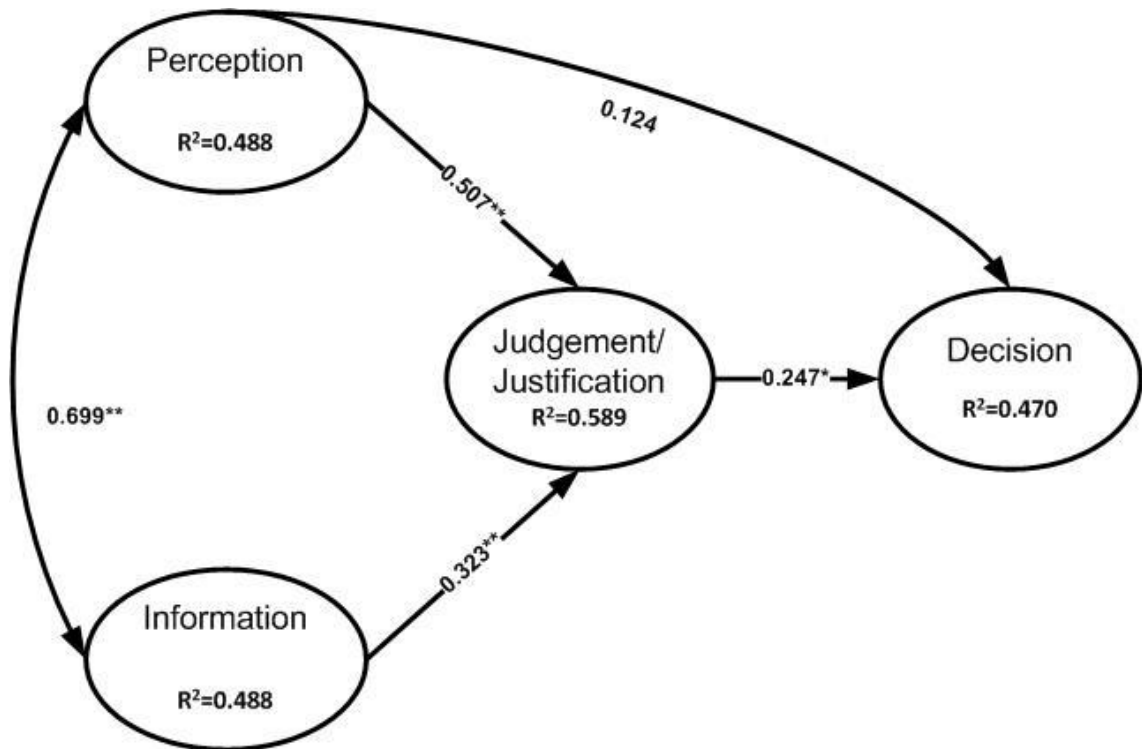 Perception
R²=0.488
0.124
0.507**
Judgement/
Justification
R²=0.589
0.247*
Decision
R²=0.470
0.699**
0.323**
Information
R²=0.488